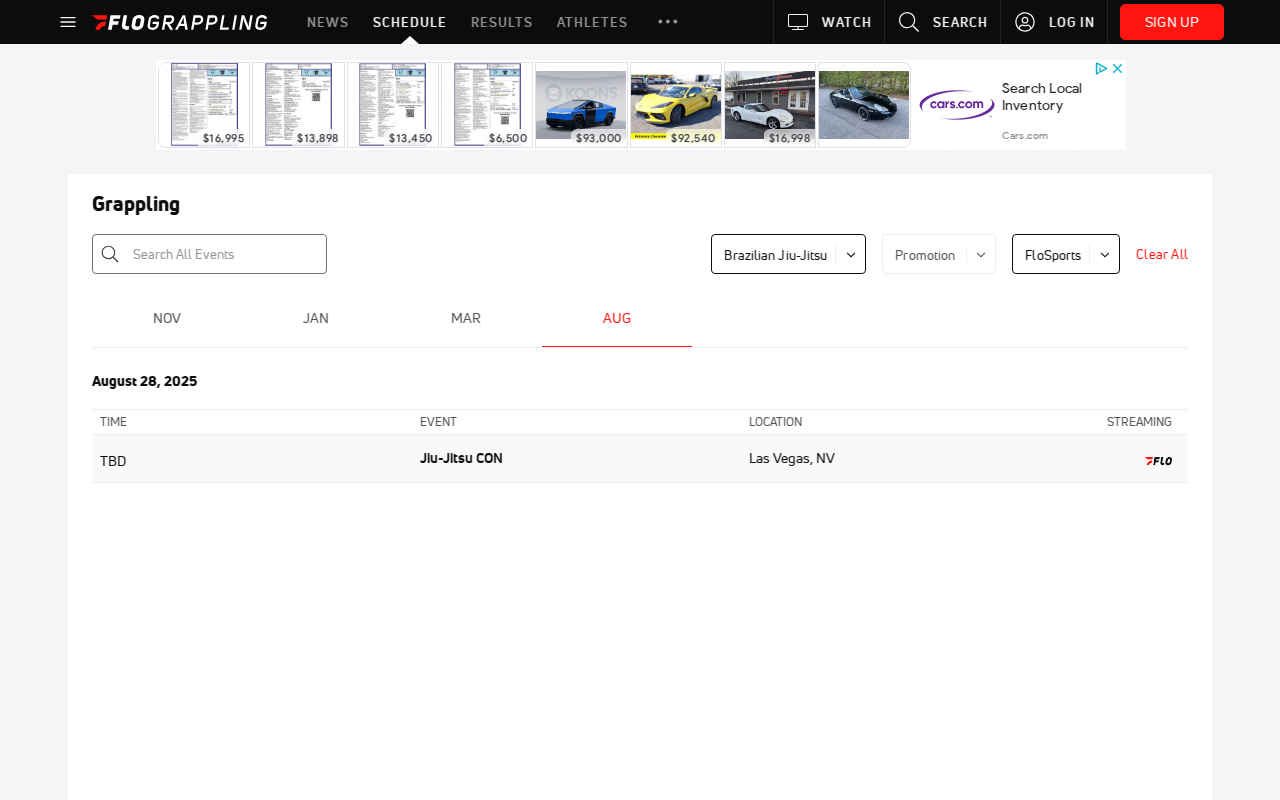 FLOGRAPPLING NEWS SCHEDULE RESULTS ATHLETES WATCH SEARCH LOG IN SIGN UP
$16,995 $13,898 $13,450 $6,500 $93,000 $92,540 $16,998
KOONS
cars.com
Search Local
Inventory
Cars.com
Grappling
Search All Events Brazilian Jiu-Jitsu Promotion FloSports Clear All
NOV JAN MAR AUG
August 28, 2025
TIME EVENT LOCATION STREAMING
TBD Jiu-Jitsu CON Las Vegas, NV FLO